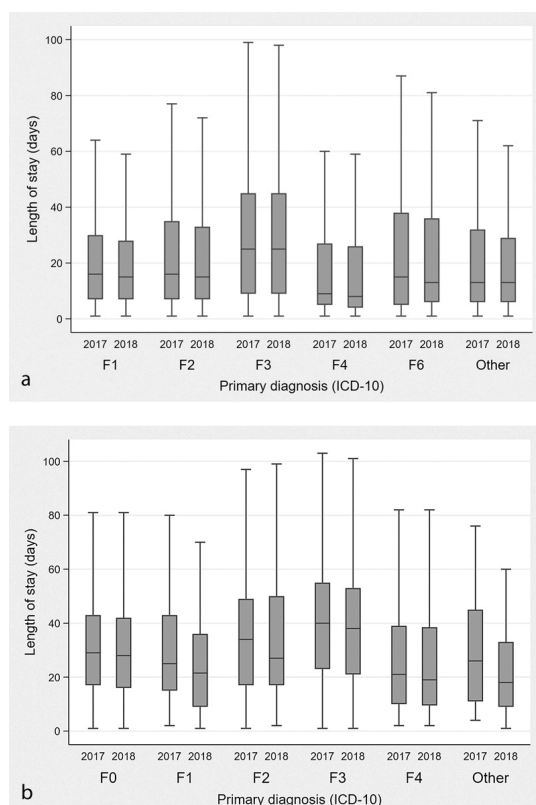 100
80
60
40
20
0
Length of stay (days)
2017 2018 2017 2018 2017 2018 2017 2018 2017 2018 2017 2018
F1 F2 F3 F4 F6 Other
Primary diagnosis (ICD-10)
a
100
80
60
40
20
0
Length of stay (days)
2017 2018 2017 2018 2017 2018 2017 2018 2017 2018 2017 2018
F0 F1 F2 F3 F4 Other
Primary diagnosis (ICD-10)
b